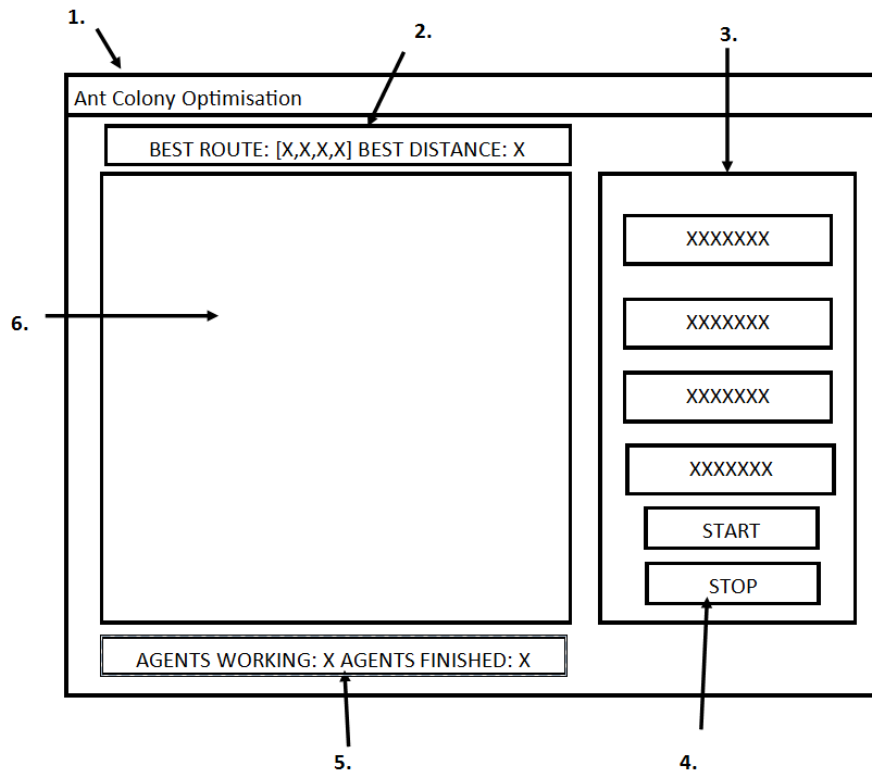 1.
2.
3.
Ant Colony Optimisation
BEST ROUTE: [X,X,X,X] BEST DISTANCE: X
XXXXXXX
6.
XXXXXXX
XXXXXXX
XXXXXXX
START
STOP
AGENTS WORKING: X AGENTS FINISHED: X
5.
4.